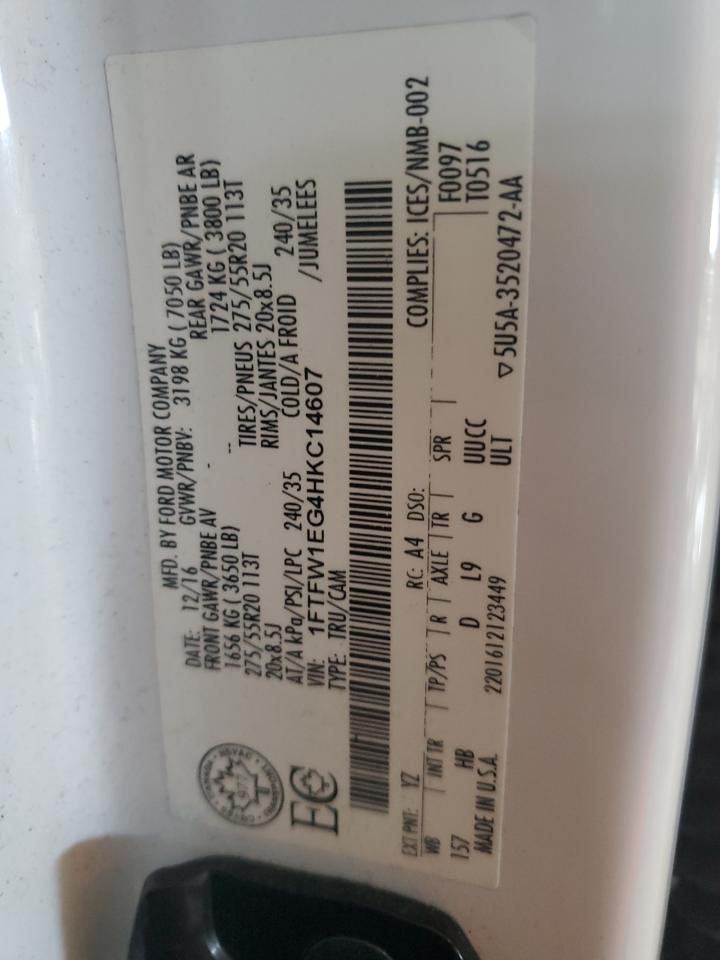 MFD. BY FORD MOTOR COMPANY
DATE: 12/16 GVWR/PNBV: 3198 KG ( 7050 LB)
FRONT GAWR/PNBE AV - REAR GAWR/PNBE AR
1656 KG ( 3650 LB) -- 1724 KG ( 3800 LB)
275/55R20 113T TIRES/PNEUS 275/55R20 113T
20x8.5J RIMS/JANTES 20x8.5J
AT/A kPa/PSI/LPC 240/35 COLD/A FROID 240/35
VIN: 1FTFW1EG4HKC14607 /JUMELEES
TYPE: TRU/CAM
EC
EXT PNT: YZ RC: A4 DSO: COMPLIES: ICES/NMB-002
WB INT TR TP/PS R AXLE TR SPR F0097
157 HB D L9 G UUCC T0516
MADE IN U.S.A. 2201612123449 ULT ▽5U5A-3520472-AA